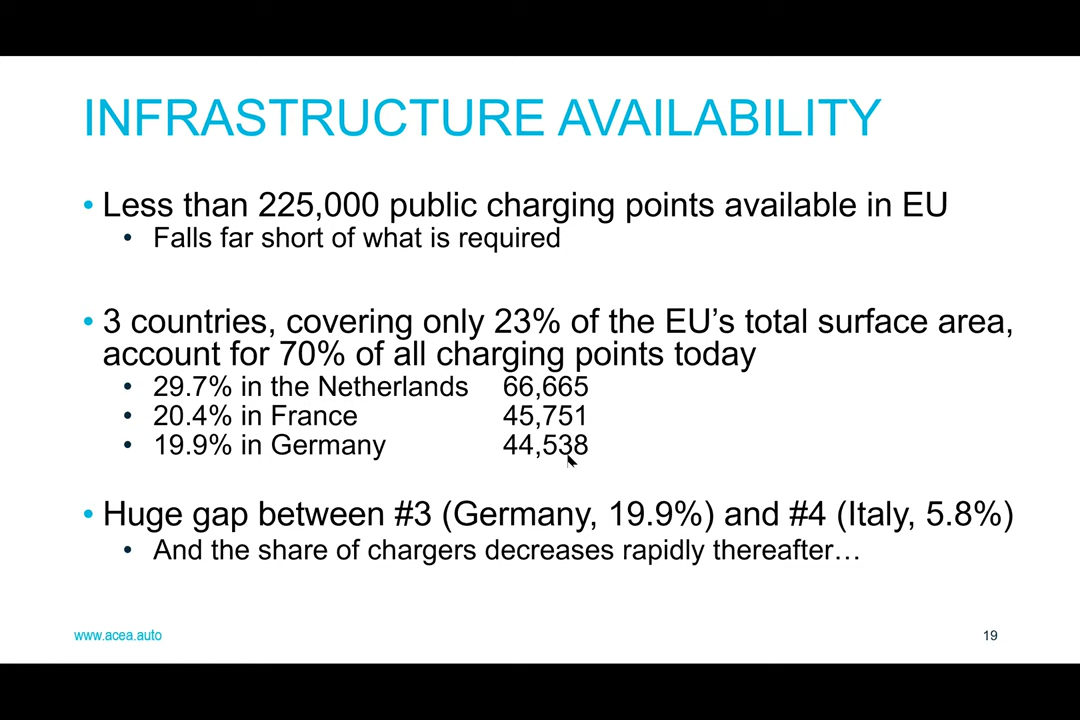 INFRASTRUCTURE AVAILABILITY
• Less than 225,000 public charging points available in EU
• Falls far short of what is required
• 3 countries, covering only 23% of the EU’s total surface area,
account for 70% of all charging points today
• 29.7% in the Netherlands 66,665
• 20.4% in France 45,751
• 19.9% in Germany 44,538
• Huge gap between #3 (Germany, 19.9%) and #4 (Italy, 5.8%)
• And the share of chargers decreases rapidly thereafter…
www.acea.auto 19